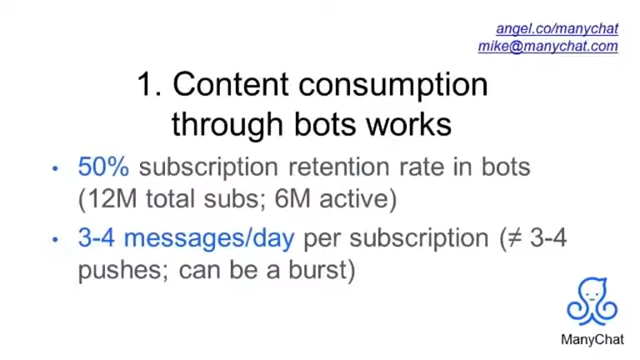 angel.co/manychat
mike@manychat.com
1. Content consumption
through bots works
• 50% subscription retention rate in bots
(12M total subs; 6M active)
• 3-4 messages/day per subscription (≠ 3-4
pushes; can be a burst)
ManyChat